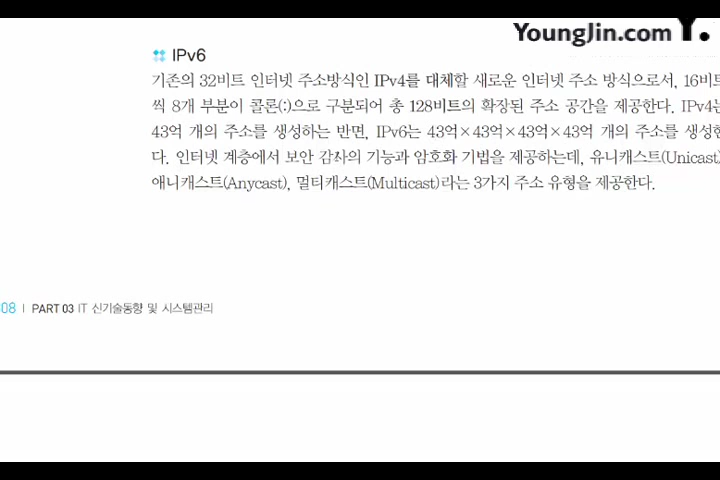 YoungJin.com Y.
IPv6
기존의 32비트 인터넷 주소방식인 IPv4를 대체할 새로운 인터넷 주소 방식으로서, 16비트
씩 8개 부분이 콜론(:)으로 구분되어 총 128비트의 확장된 주소 공간을 제공한다. IPv4는
43억 개의 주소를 생성하는 반면, IPv6는 43억×43억×43억×43억 개의 주소를 생성한
다. 인터넷 계층에서 보안 감사의 기능과 암호화 기법을 제공하는데, 유니캐스트(Unicast)
애니캐스트(Anycast), 멀티캐스트(Multicast)라는 3가지 주소 유형을 제공한다.
08 | PART 03 IT 신기술동향 및 시스템관리